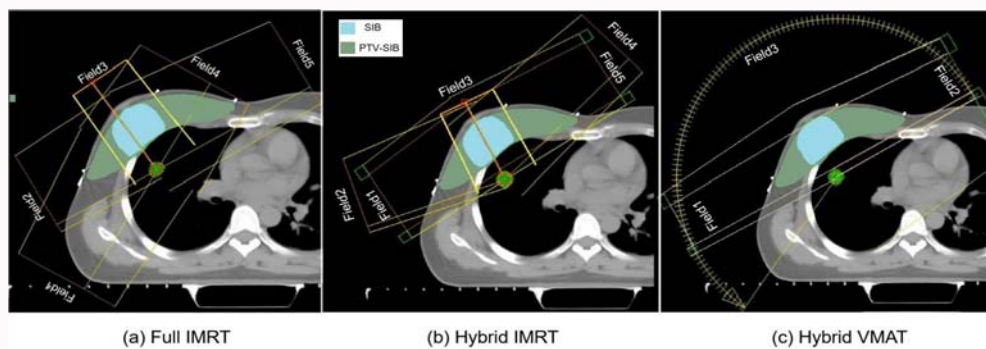 Field3
Field4
Field5
Field2
Field1
SIB
PTV-SIB
Field3
Field4
Field5
Field2
Field1
Field3
Field2
Field1
(a) Full IMRT
(b) Hybrid IMRT
(c) Hybrid VMAT